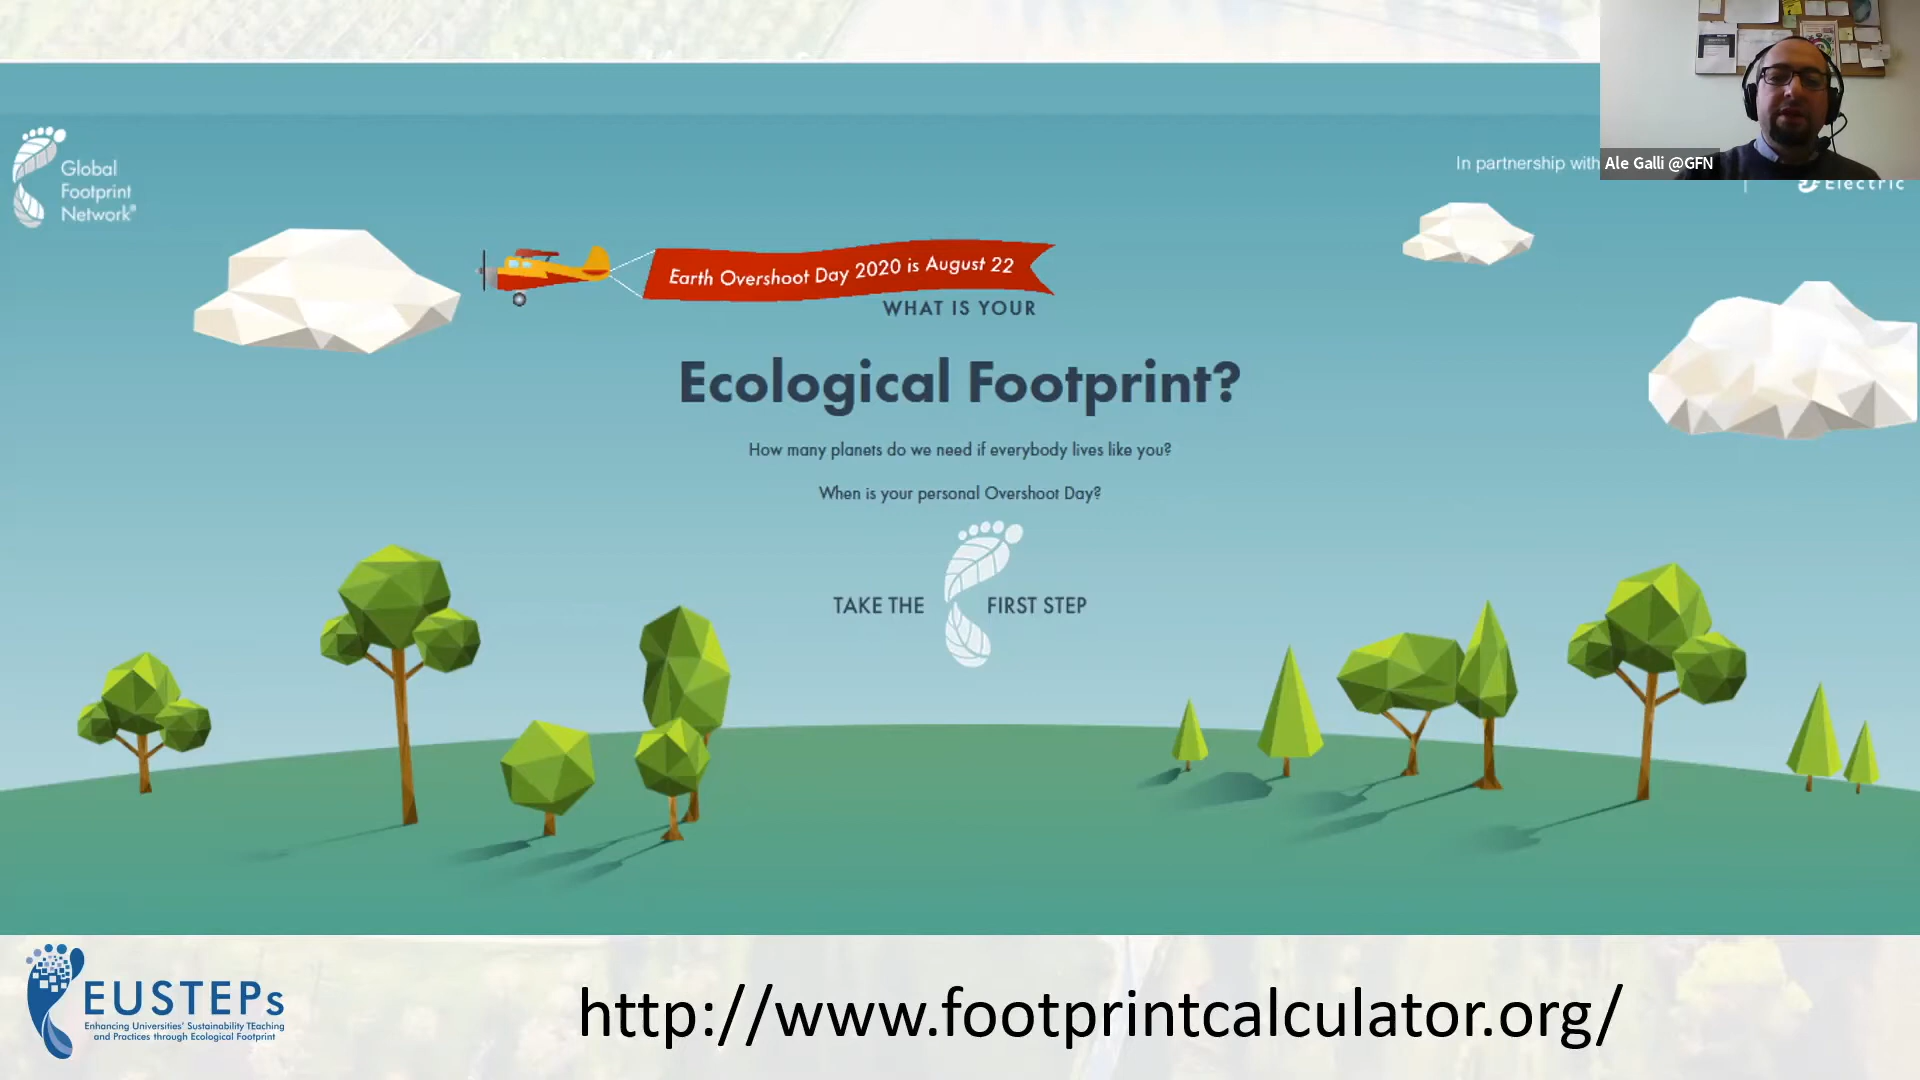 Global
Footprint
Network®
In partnership with
Ale Galli @GFN
Electric
Earth Overshoot Day 2020 is August 22
WHAT IS YOUR
Ecological Footprint?
How many planets do we need if everybody lives like you?
When is your personal Overshoot Day?
TAKE THE FIRST STEP
EUSTEPs
Enhancing Universities' Sustainability TEaching
and Practices through Ecological Footprint
http://www.footprintcalculator.org/